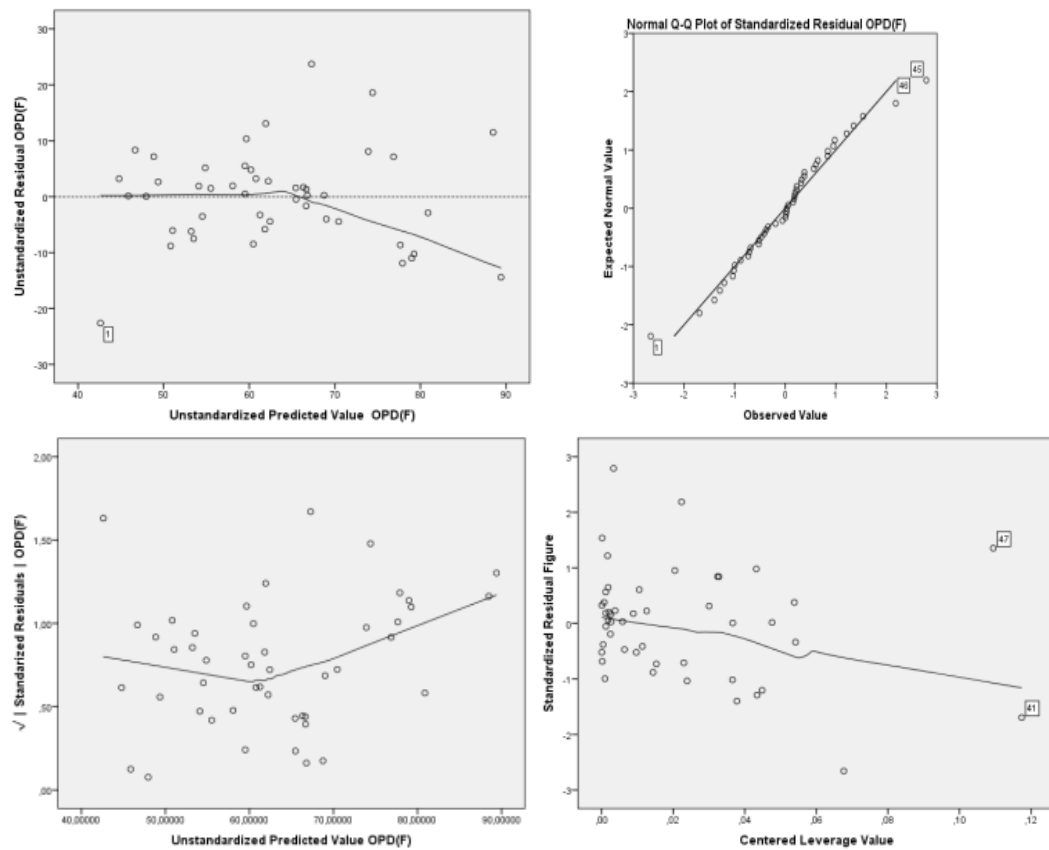 30
20
10
0
-10
-20
-30
Unstandardized Residual OPD(F)
1
40 50 60 70 80 90
Unstandardized Predicted Value OPD(F)
Normal Q-Q Plot of Standardized Residual OPD(F)
3
2
1
0
-1
-2
-3
Expected Normal Value
45
46
1
-3 -2 -1 0 1 2 3
Observed Value
2,00
1,50
1,00
,50
,00
√ | Standarized Residuals | OPD(F)
40,00000 50,00000 60,00000 70,00000 80,00000 90,00000
Unstandardized Predicted Value OPD(F)
3
2
1
0
-1
-2
-3
Standardized Residual Figure
47
41
,00 ,02 ,04 ,06 ,08 ,10 ,12
Centered Leverage Value